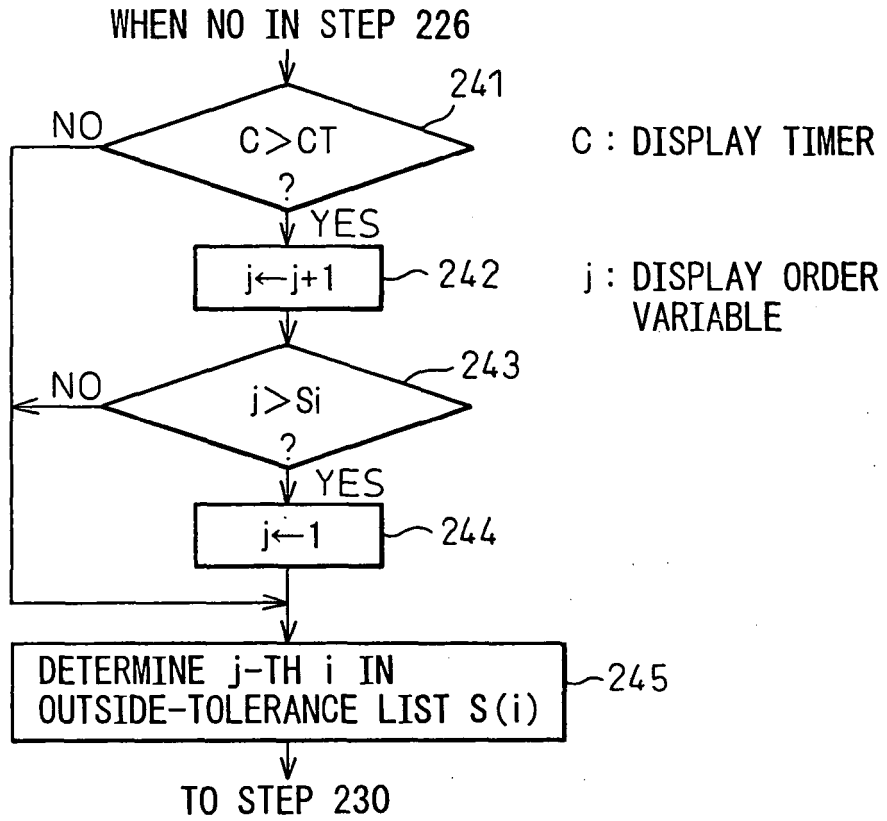 WHEN NO IN STEP 226
241
NO
C>CT
?
C : DISPLAY TIMER
YES
j←j+1
242
j : DISPLAY ORDER
VARIABLE
243
NO
j>Si
?
YES
j←1
244
DETERMINE j-TH i IN
OUTSIDE-TOLERANCE LIST S(i)
245
TO STEP 230